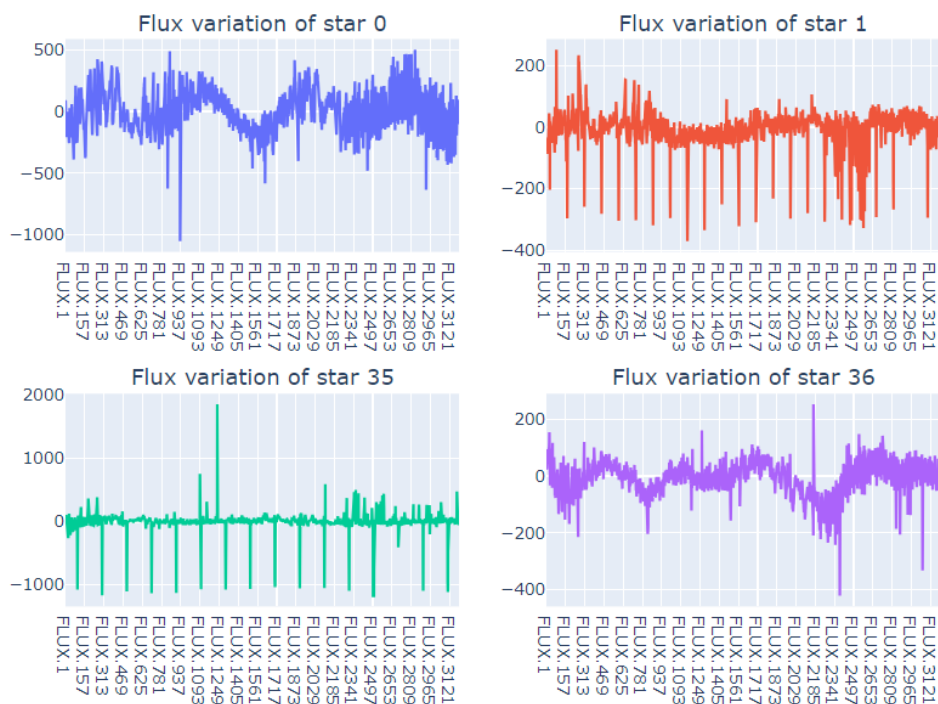 Flux variation of star 0
500
0
−500
−1000
FLUX.1
FLUX.157
FLUX.313
FLUX.469
FLUX.625
FLUX.781
FLUX.937
FLUX.1093
FLUX.1249
FLUX.1405
FLUX.1561
FLUX.1717
FLUX.1873
FLUX.2029
FLUX.2185
FLUX.2341
FLUX.2497
FLUX.2653
FLUX.2809
FLUX.2965
FLUX.3121
Flux variation of star 1
200
0
−200
−400
FLUX.1
FLUX.157
FLUX.313
FLUX.469
FLUX.625
FLUX.781
FLUX.937
FLUX.1093
FLUX.1249
FLUX.1405
FLUX.1561
FLUX.1717
FLUX.1873
FLUX.2029
FLUX.2185
FLUX.2341
FLUX.2497
FLUX.2653
FLUX.2809
FLUX.2965
FLUX.3121
Flux variation of star 35
2000
1000
0
−1000
FLUX.1
FLUX.157
FLUX.313
FLUX.469
FLUX.625
FLUX.781
FLUX.937
FLUX.1093
FLUX.1249
FLUX.1405
FLUX.1561
FLUX.1717
FLUX.1873
FLUX.2029
FLUX.2185
FLUX.2341
FLUX.2497
FLUX.2653
FLUX.2809
FLUX.2965
FLUX.3121
Flux variation of star 36
200
0
−200
−400
FLUX.1
FLUX.157
FLUX.313
FLUX.469
FLUX.625
FLUX.781
FLUX.937
FLUX.1093
FLUX.1249
FLUX.1405
FLUX.1561
FLUX.1717
FLUX.1873
FLUX.2029
FLUX.2185
FLUX.2341
FLUX.2497
FLUX.2653
FLUX.2809
FLUX.2965
FLUX.3121